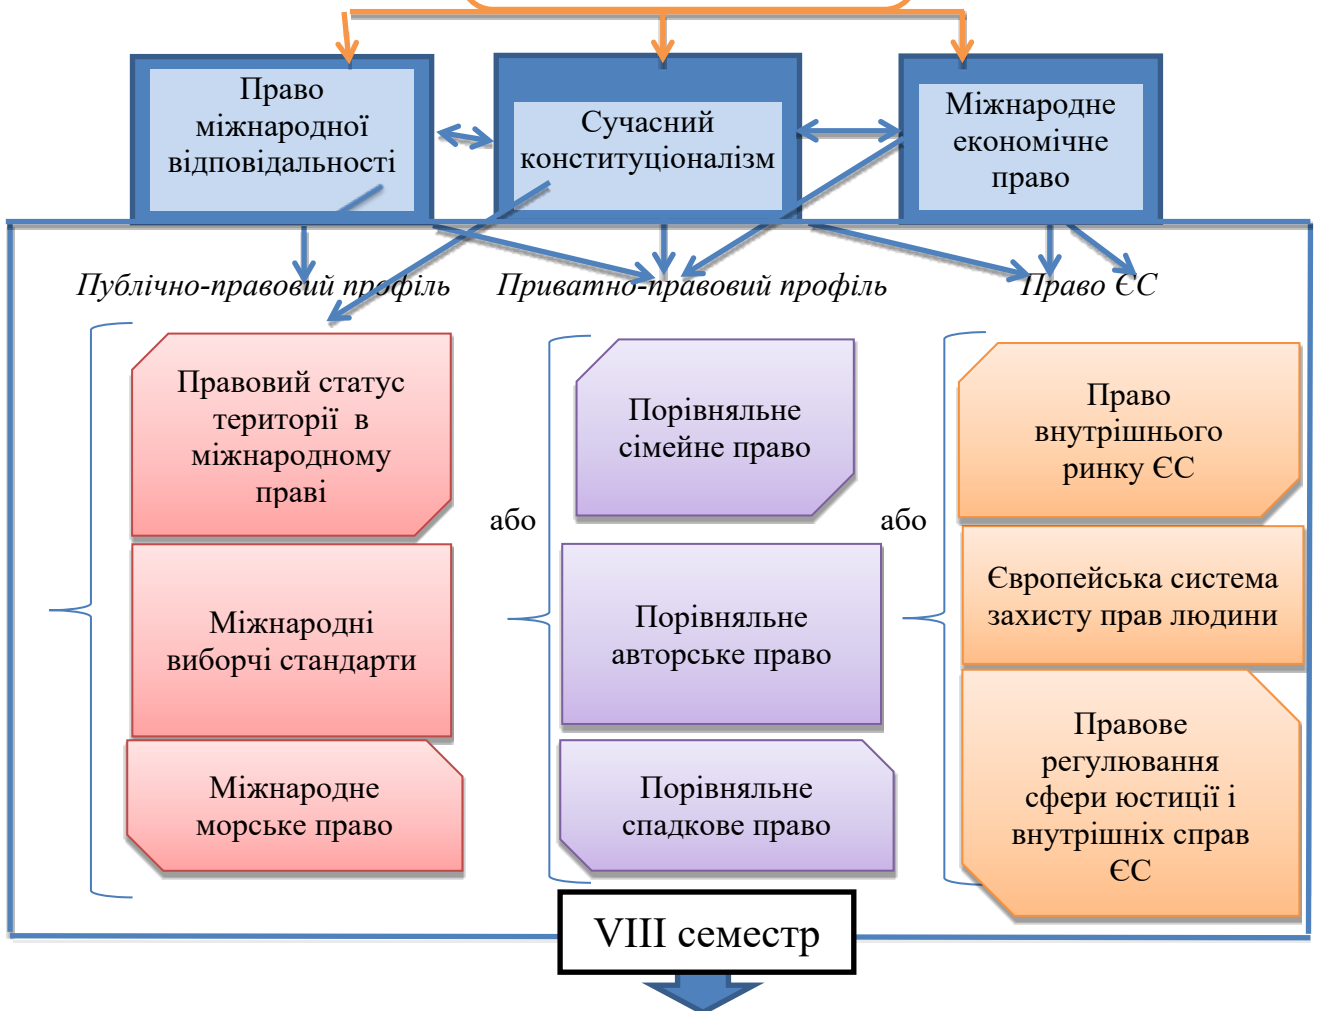 Право
міжнародної
відповідальності
Сучасний
конституціоналізм
Міжнародне
економічне
право
Публічно-правовий профіль
Приватно-правовий профіль
Право ЄС
Правовий статус
території в
міжнародному
праві
Міжнародні
виборчі стандарти
Міжнародне
морське право
або
Порівняльне
сімейне право
Порівняльне
авторське право
Порівняльне
спадкове право
або
Право
внутрішнього
ринку ЄС
Європейська система
захисту прав людини
Правове
регулювання
сфери юстиції і
внутрішніх справ
ЄС
VIII семестр